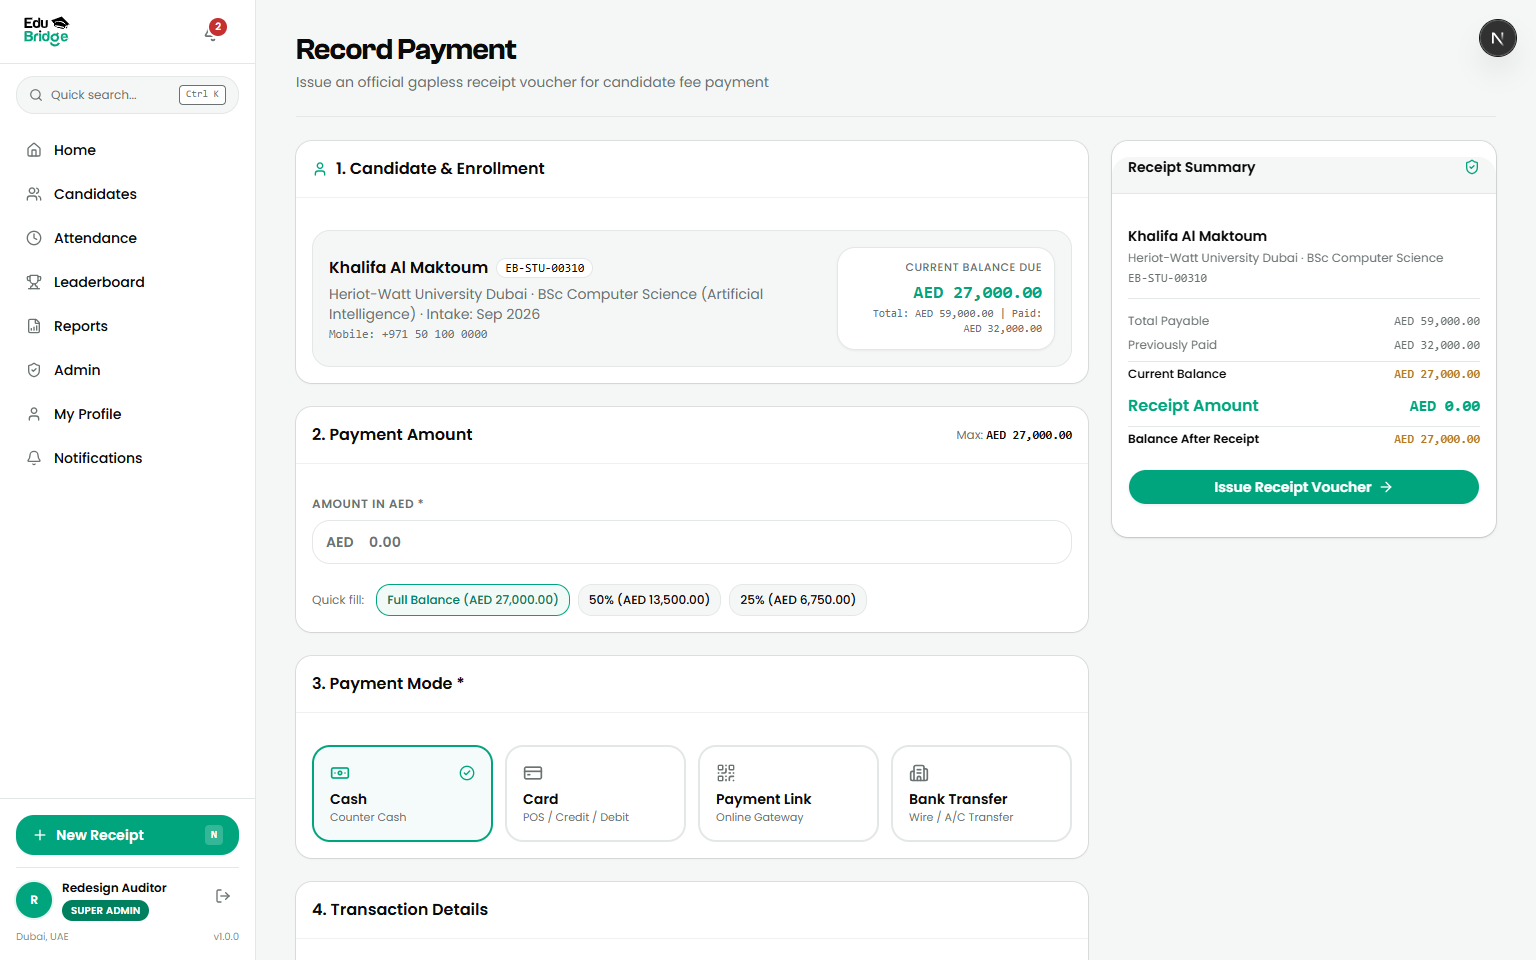 Edu
Bridge
2
Quick search...
Ctrl K
Home
Candidates
Attendance
Leaderboard
Reports
Admin
My Profile
Notifications
New Receipt
N
R
Redesign Auditor
SUPER ADMIN
Dubai, UAE
v1.0.0
Record Payment
Issue an official gapless receipt voucher for candidate fee payment
N
1. Candidate & Enrollment
Khalifa Al Maktoum
EB-STU-00310
Heriot-Watt University Dubai · BSc Computer Science (Artificial
Intelligence) · Intake: Sep 2026
Mobile: +971 50 100 0000
CURRENT BALANCE DUE
AED 27,000.00
Total: AED 59,000.00 | Paid:
AED 32,000.00
2. Payment Amount
Max: AED 27,000.00
AMOUNT IN AED *
AED 0.00
Quick fill:
Full Balance (AED 27,000.00)
50% (AED 13,500.00)
25% (AED 6,750.00)
3. Payment Mode *
Cash
Counter Cash
Card
POS / Credit / Debit
Payment Link
Online Gateway
Bank Transfer
Wire / A/C Transfer
4. Transaction Details
Receipt Summary
Khalifa Al Maktoum
Heriot-Watt University Dubai · BSc Computer Science
EB-STU-00310
Total Payable AED 59,000.00
Previously Paid AED 32,000.00
Current Balance AED 27,000.00
Receipt Amount AED 0.00
Balance After Receipt AED 27,000.00
Issue Receipt Voucher →